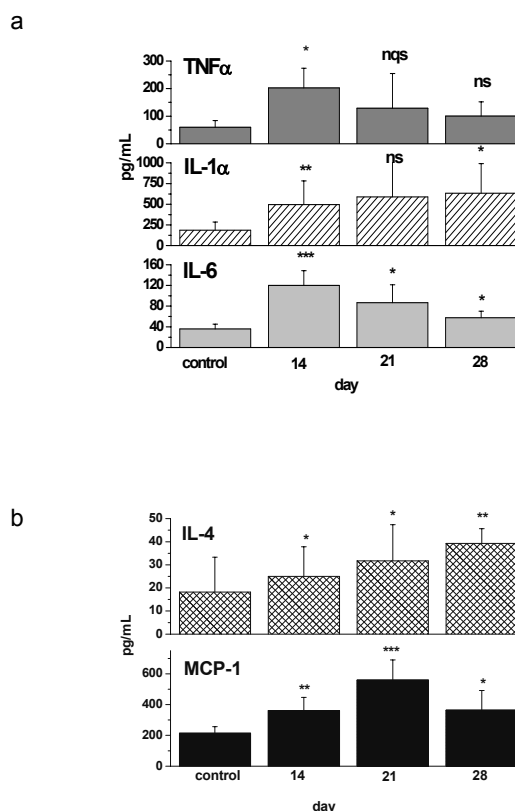 a
TNFα
* nqs ns
300
200
100
0
pg/mL
IL-1α
** ns *
1000
750
500
250
0
IL-6
*** * *
160
120
80
40
0
control 14 21 28
day
b
IL-4
* * **
50
40
30
20
10
0
pg/mL
MCP-1
** *** *
600
400
200
0
control 14 21 28
day